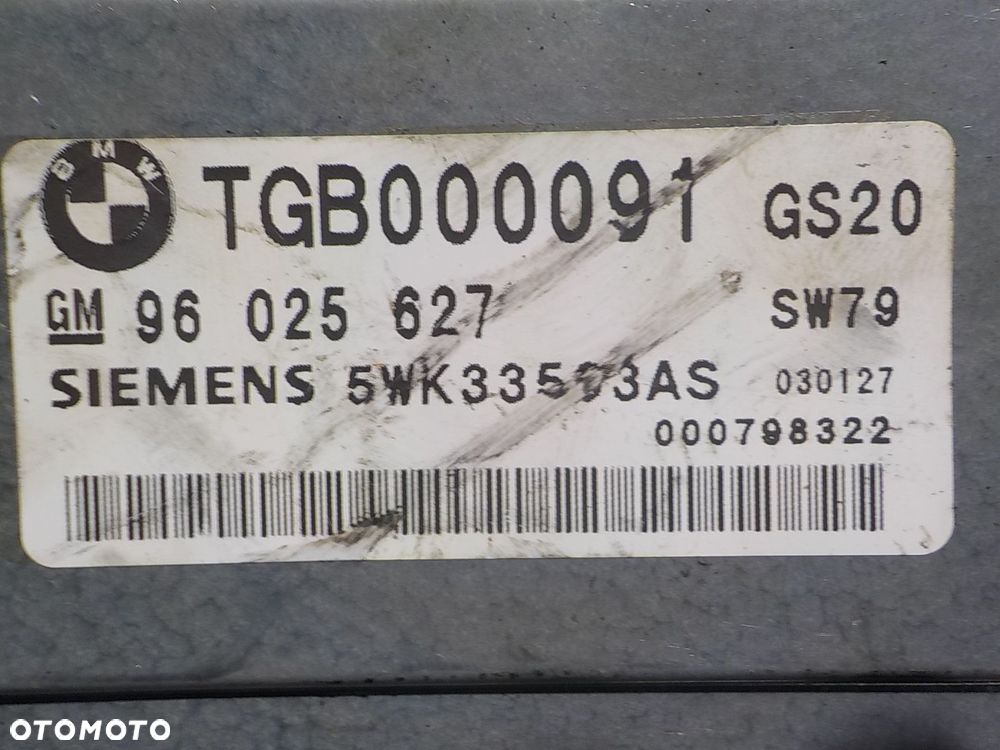 BMW
TGB000091 GS20
GM 96 025 627 SW79
SIEMENS 030127
000798322
OTOMOTO